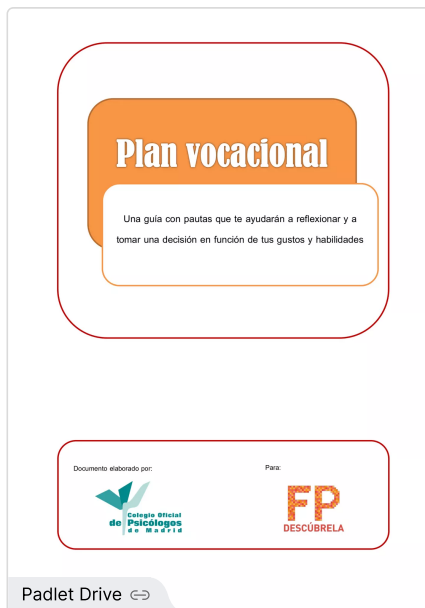 Plan vocacional
Una guía con pautas que te ayudarán a reflexionar y a
tomar una decisión en función de tus gustos y habilidades
Documento elaborado por:
Para:
Colegio Oficial
de Psicólogos
de Madrid
FP
DESCÚBRELA
Padlet Drive